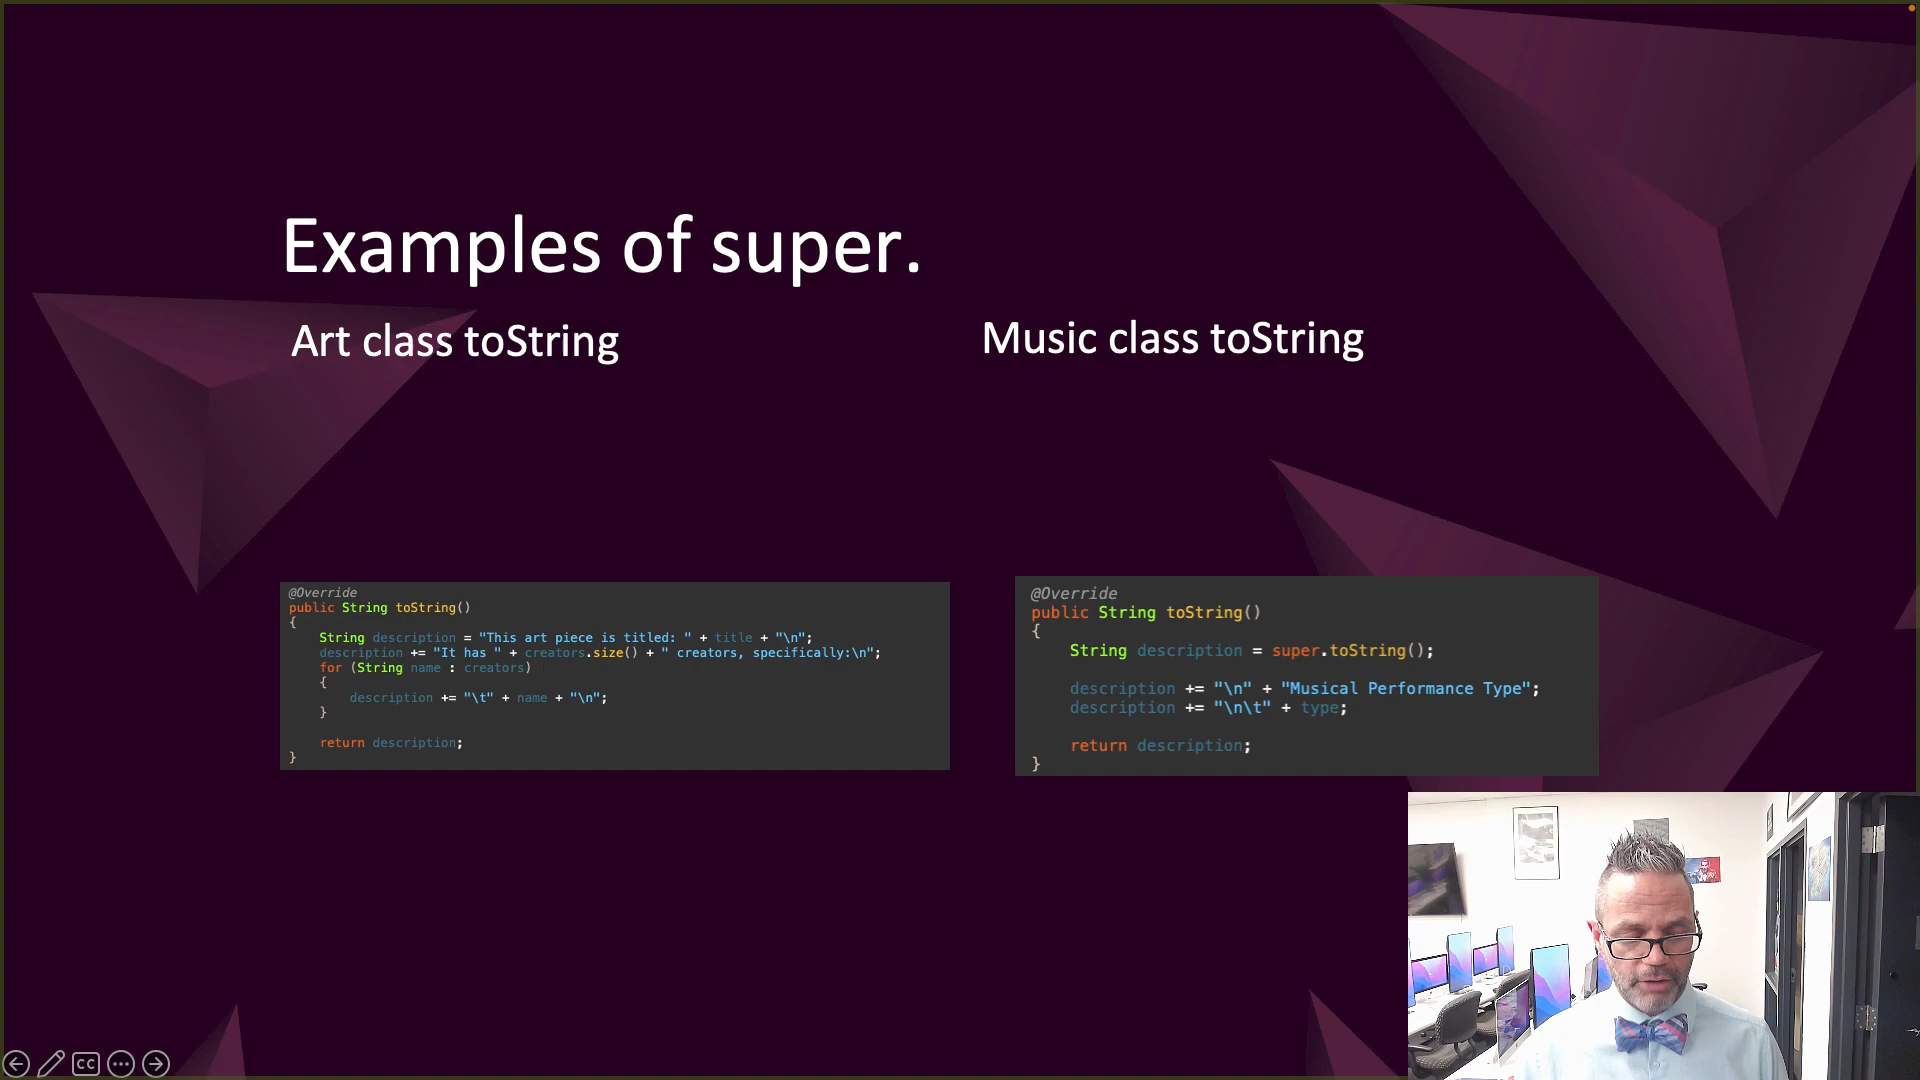 Examples of super.
Art class toString
@Override
public String toString()
{
String description = "This art piece is titled: " + title + "\n";
description += "It has " + creators.size() + " creators, specifically:\n";
for (String name : creators)
{
description += "\t" + name + "\n";
}
return description;
}
Music class toString
@Override
public String toString()
{
String description = super.toString();
description += "\n" + "Musical Performance Type";
description += "\n\t" + type;
return description;
}
CC